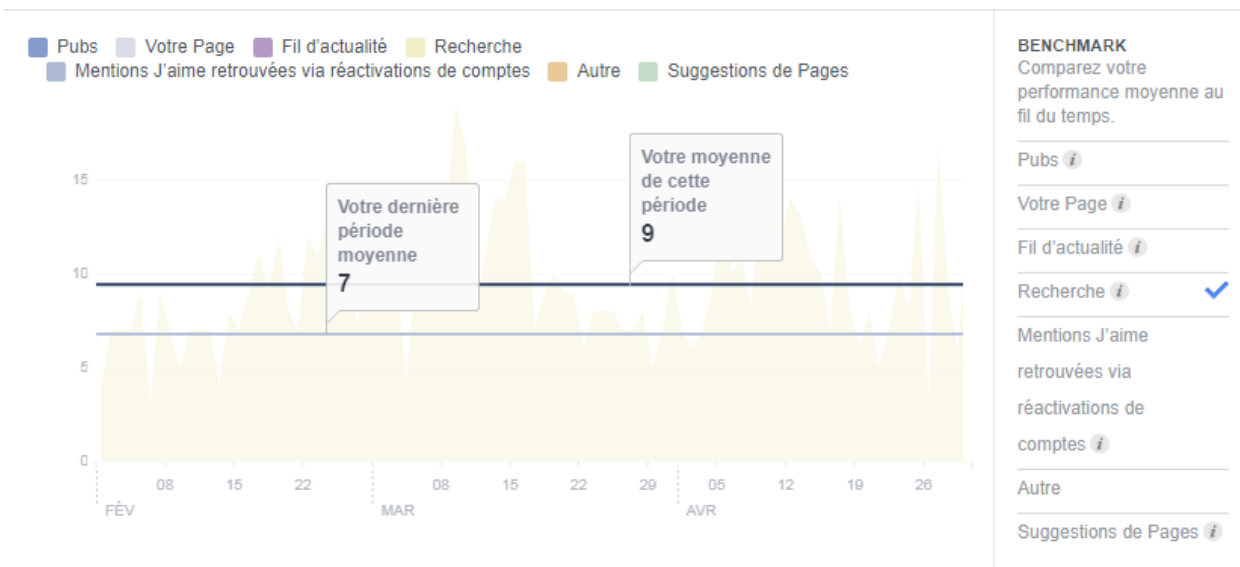 Pubs Votre Page Fil d'actualité Recherche
Mentions J'aime retrouvées via réactivations de comptes Autre Suggestions de Pages
15
10
5
0
Votre dernière
période
moyenne
7
Votre moyenne
de cette
période
9
08 15 22 08 15 22 29 05 12 19 26
FÉV MAR AVR
BENCHMARK
Comparez votre
performance moyenne au
fil du temps.
Pubs i
Votre Page i
Fil d'actualité i
Recherche i
Mentions J'aime
retrouvées via
réactivations de
comptes i
Autre
Suggestions de Pages i